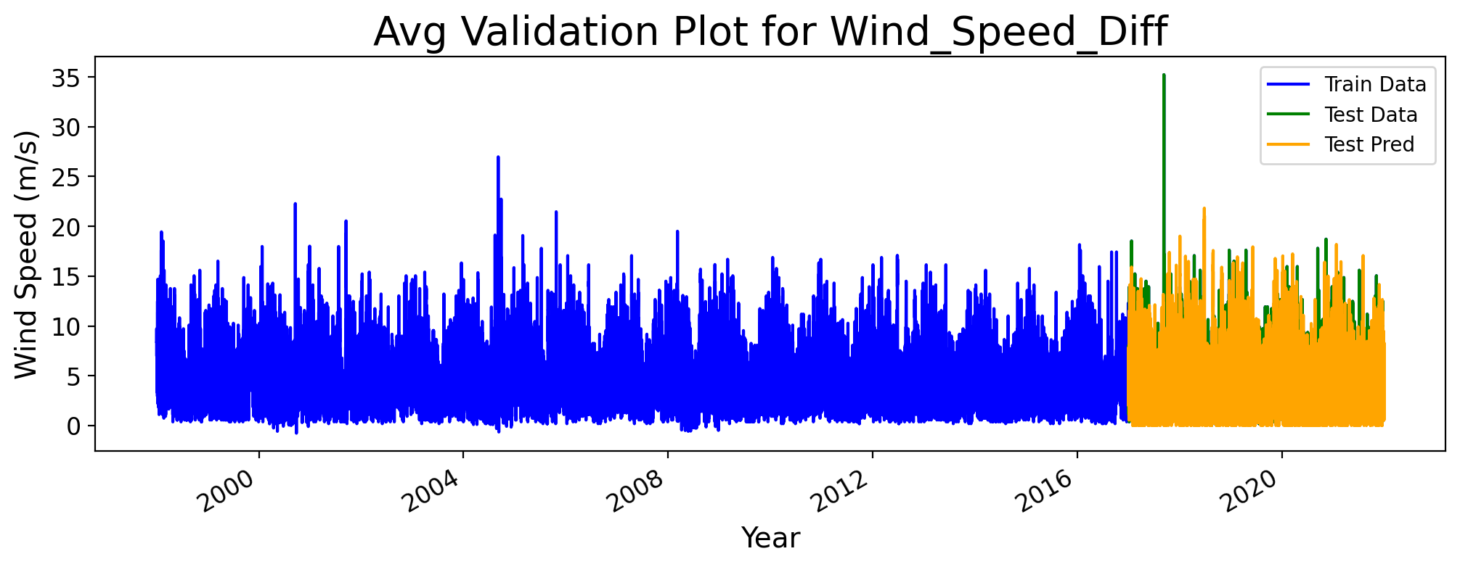 Avg Validation Plot for Wind_Speed_Diff
Wind Speed (m/s)
35
30
25
20
15
10
5
0
Train Data
Test Data
Test Pred
2000
2004
2008
2012
2016
2020
Year